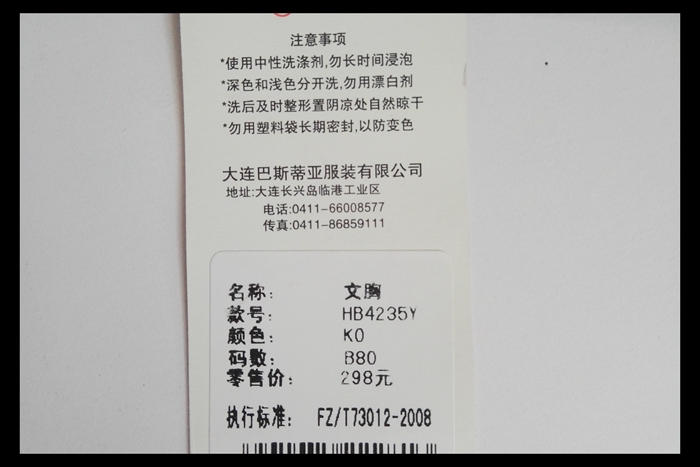 注意事项
*使用中性洗涤剂,勿长时间浸泡
*深色和浅色分开洗,勿用漂白剂
*洗后及时整形置阴凉处自然晾干
*勿用塑料袋长期密封,以防变色
大连巴斯蒂亚服装有限公司
地址:大连长兴岛临港工业区
电话:0411-66008577
传真:0411-86859111
名称: 文胸
款号: HB4235Y
颜色: K0
码数: B80
零售价: 298元
执行标准: FZ/T73012-2008